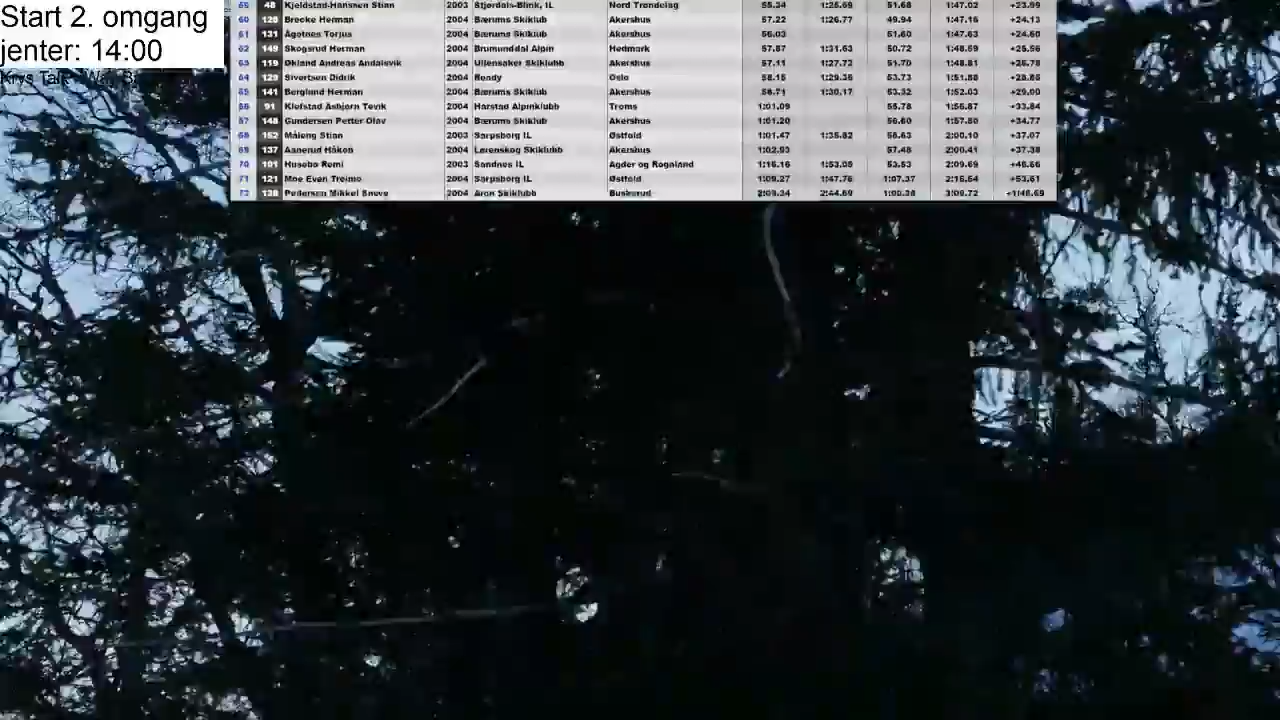 Start 2. omgang
jenter: 14:00
48 Kjeldstad-Hanssen Stian 2003 Stjørdals-Blink, IL Nord Trøndelag 55.34 1:25.69 51.68 1:47.02 +23.99
60 128 Brecke Herman 2004 Bærums Skiklub Akershus 57.22 1:26.77 49.94 1:47.16 +24.13
61 131 Ågotnes Torjus 2004 Bærums Skiklub Akershus 56.03 51.60 1:47.63 +24.60
62 149 Skogsrud Herman 2004 Brumunddal Alpin Hedmark 57.87 1:31.63 50.72 1:48.59 +25.56
63 119 Økland Andreas Andalsvik 2004 Ullensaker Skiklubb Akershus 57.11 1:27.72 51.70 1:48.81 +25.78
64 129 Sivertsen Didrik 2004 Ready Oslo 58.15 1:29.36 53.73 1:51.88 +28.85
65 141 Berglund Herman 2004 Bærums Skiklub Akershus 58.71 1:30.17 53.32 1:52.03 +29.00
66 91 Klefstad Asbjørn Tovik 2004 Harstad Alpinklubb Troms 1:01.09 55.78 1:56.87 +33.84
67 148 Gundersen Petter Olav 2004 Bærums Skiklub Akershus 1:01.20 56.60 1:57.80 +34.77
68 152 Måleng Stian 2003 Sarpsborg IL Østfold 1:01.47 1:35.82 58.63 2:00.10 +37.07
69 137 Aanerud Håkon 2004 Lørenskog Skiklubb Akershus 1:02.93 57.48 2:00.41 +37.38
70 101 Husebø Remi 2003 Sandnes IL Agder og Rogaland 1:16.16 1:53.09 53.53 2:09.69 +46.66
71 121 Moe Even Treimo 2004 Sarpsborg IL Østfold 1:09.27 1:47.76 1:07.37 2:16.64 +53.61
72 138 Pedersen Mikkel Sneve 2004 Aron Skiklubb Buskerud 2:09.34 2:44.69 1:00.38 3:09.72 +1:46.69